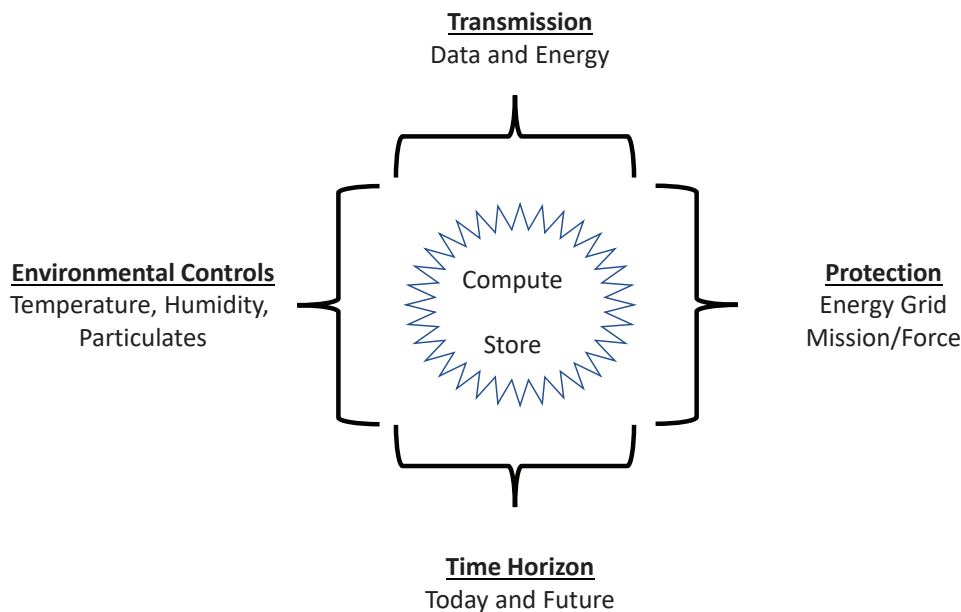 Transmission
Data and Energy
Environmental Controls
Temperature, Humidity,
Particulates
Compute
Store
Protection
Energy Grid
Mission/Force
Time Horizon
Today and Future